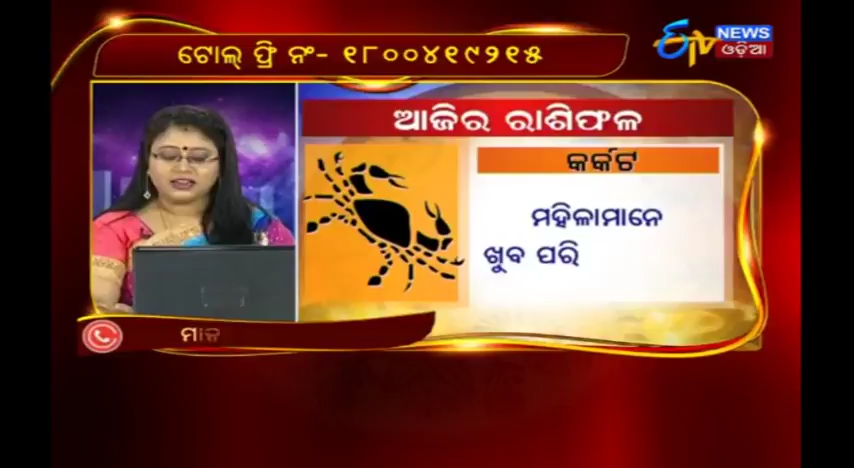 ଟୋଲ୍ ଫ୍ରି ନଂ- ୧୮୦୦୪୧୯୨୧୫
ETV NEWS
ଓଡ଼ିଆ
ଆଜିର ରାଶିଫଳ
କର୍କଟ
ମହିଳାମାନେ
ଖୁବ ପରି